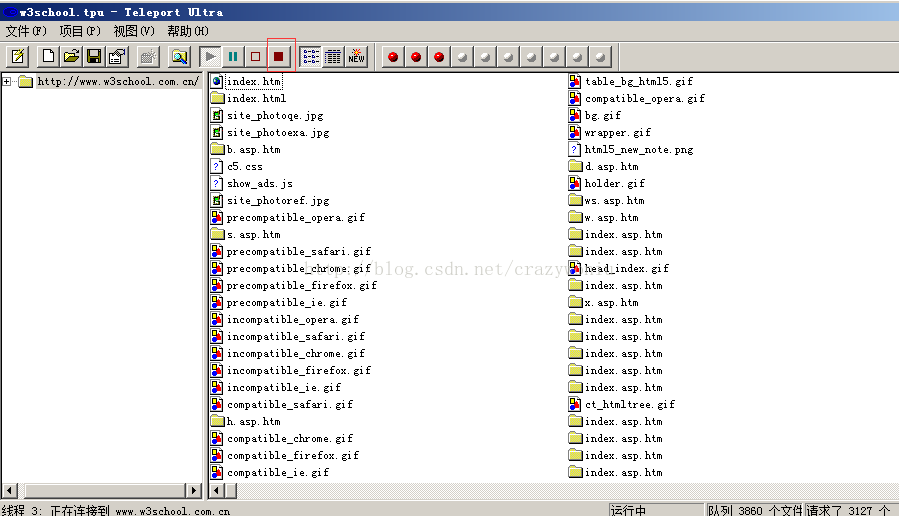 w3school.tpu - Teleport Ultra
文件(F) 项目(P) 视图(V) 帮助(H)
NEW
http://www.w3school.com.cn/
index.htm
index.html
site_photoqe.jpg
site_photoexa.jpg
b.asp.htm
c5.css
show_ads.js
site_photoref.jpg
precompatible_opera.gif
s.asp.htm
precompatible_safari.gif
precompatible_chrome.gif
precompatible_firefox.gif
precompatible_ie.gif
incompatible_opera.gif
incompatible_safari.gif
incompatible_chrome.gif
incompatible_firefox.gif
incompatible_ie.gif
compatible_safari.gif
h.asp.htm
compatible_chrome.gif
compatible_firefox.gif
compatible_ie.gif
table_bg_html5.gif
compatible_opera.gif
bg.gif
wrapper.gif
html5_new_note.png
d.asp.htm
holder.gif
ws.asp.htm
w.asp.htm
index.asp.htm
index.asp.htm
head_index.gif
index.asp.htm
x.asp.htm
index.asp.htm
index.asp.htm
index.asp.htm
index.asp.htm
index.asp.htm
ct_htmltree.gif
index.asp.htm
index.asp.htm
index.asp.htm
index.asp.htm
线程 3: 正在连接到 www.w3school.com.cn
运行中
队列 3860 个文件
请求了 3127 个